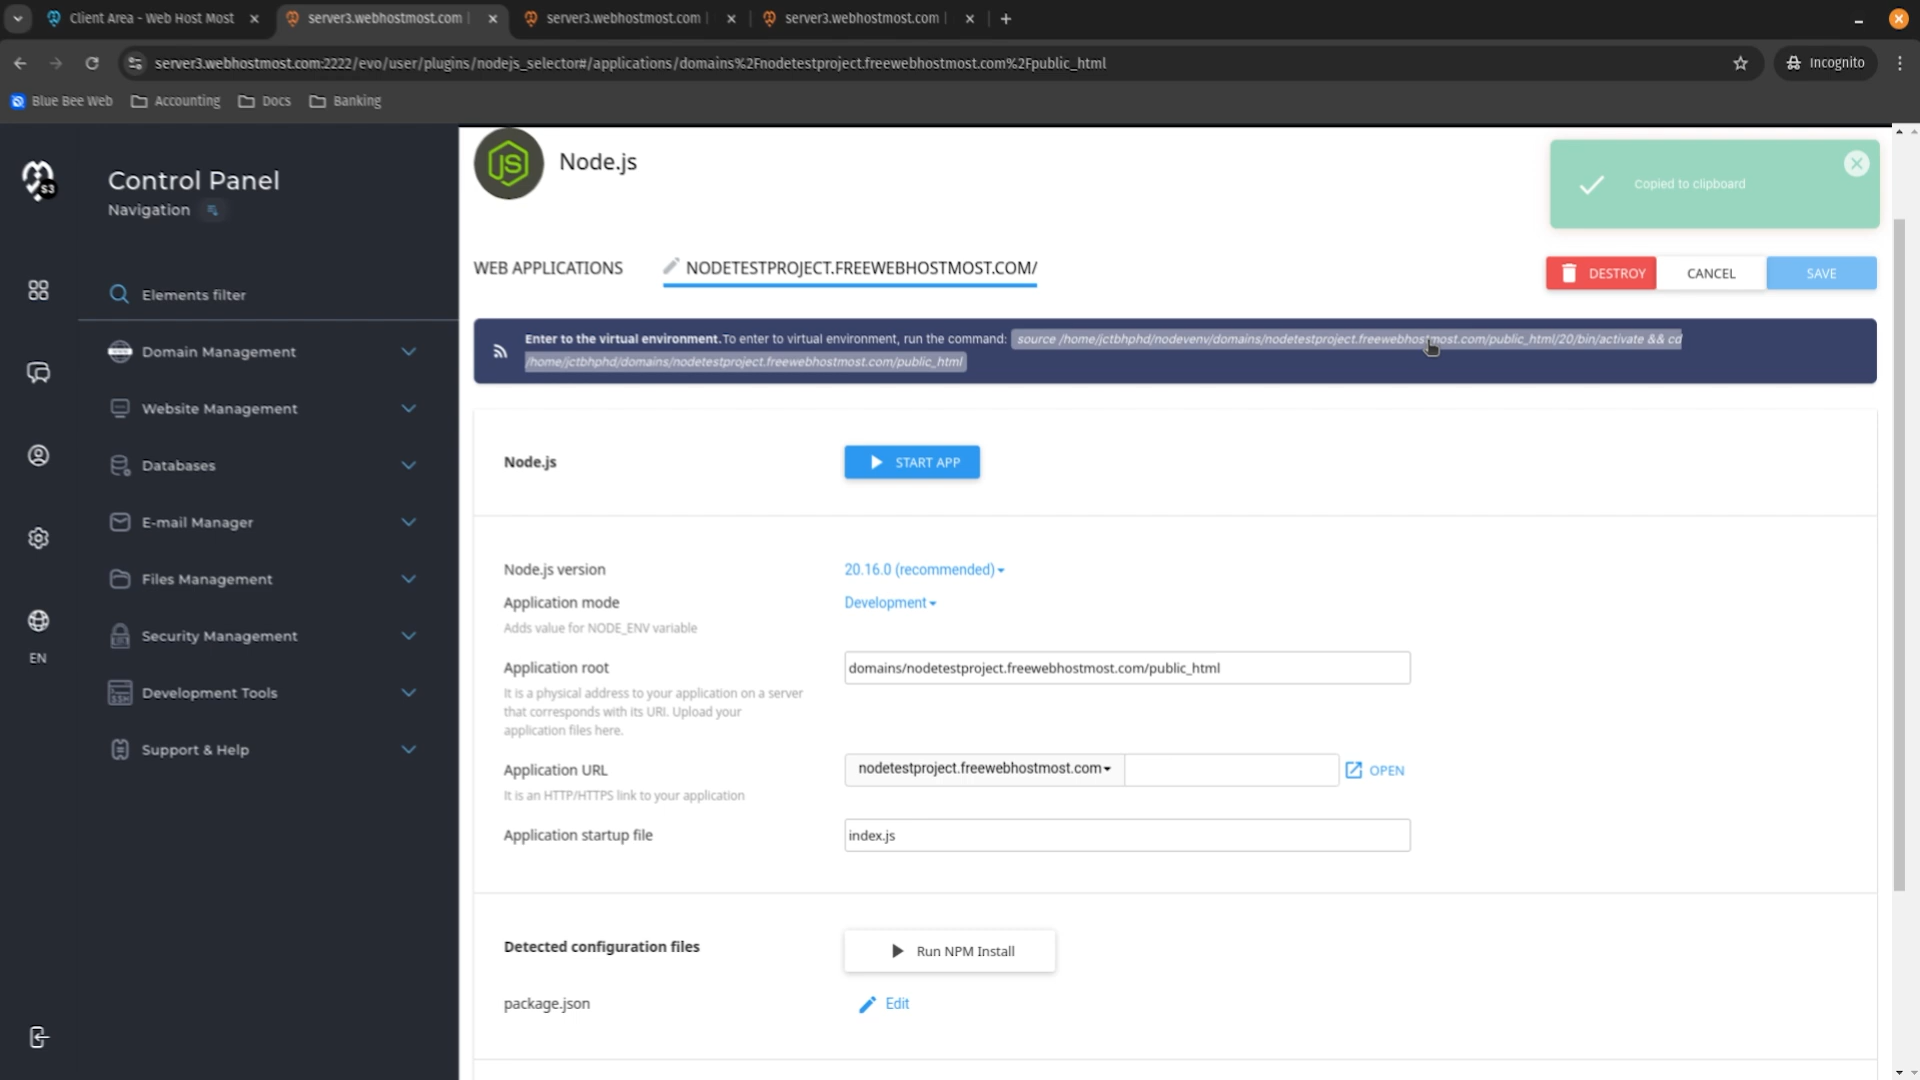 Client Area - Web Host Most
server3.webhostmost.com
server3.webhostmost.com
server3.webhostmost.com
server3.webhostmost.com:2222/evo/user/plugins/nodejs_selector#/applications/domains%2Fnodetestproject.freewebhostmost.com%2Fpublic_html
Incognito
Blue Bee Web
Accounting
Docs
Banking
S3
Control Panel
Navigation
Elements filter
Domain Management
Website Management
Databases
E-mail Manager
Files Management
Security Management
Development Tools
Support & Help
EN
JS
Node.js
Copied to clipboard
WEB APPLICATIONS
NODETESTPROJECT.FREEWEBHOSTMOST.COM/
DESTROY
CANCEL
SAVE
Enter to the virtual environment.To enter to virtual environment, run the command: source /home/jctbhphd/nodevenv/domains/nodetestproject.freewebhostmost.com/public_html/20/bin/activate && cd
/home/jctbhphd/domains/nodetestproject.freewebhostmost.com/public_html
Node.js
START APP
Node.js version
20.16.0 (recommended)
Application mode
Development
Adds value for NODE_ENV variable
Application root
domains/nodetestproject.freewebhostmost.com/public_html
It is a physical address to your application on a server
that corresponds with its URI. Upload your
application files here.
Application URL
nodetestproject.freewebhostmost.com
OPEN
It is an HTTP/HTTPS link to your application
Application startup file
index.js
Detected configuration files
Run NPM Install
package.json
Edit